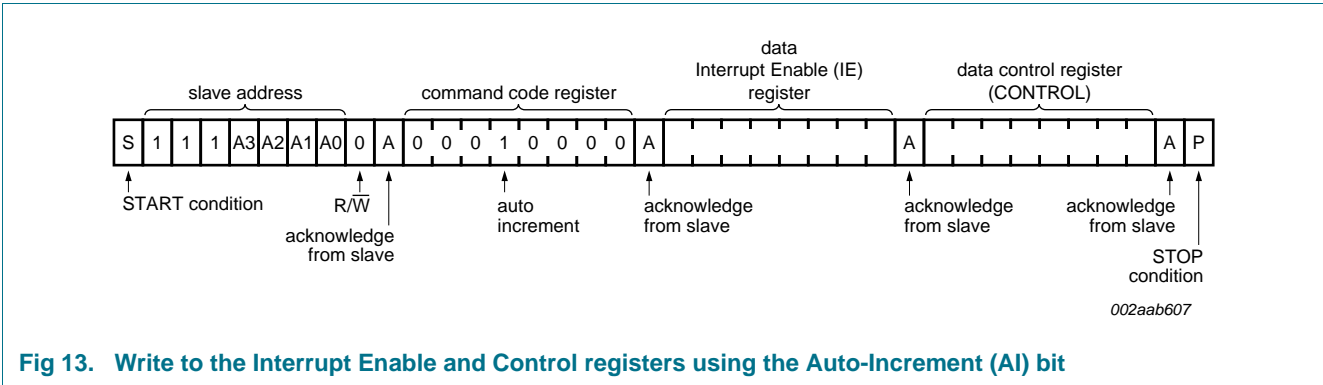 data
Interrupt Enable (IE)
register
data control register
(CONTROL)
slave address
command code register
S 1 1 1 A3 A2 A1 A0 0 A 0 0 0 1 0 0 0 0 A A A P
START condition
R/W̅
acknowledge
from slave
auto
increment
acknowledge
from slave
acknowledge
from slave
acknowledge
from slave
STOP
condition
002aab607
Fig 13. Write to the Interrupt Enable and Control registers using the Auto-Increment (AI) bit